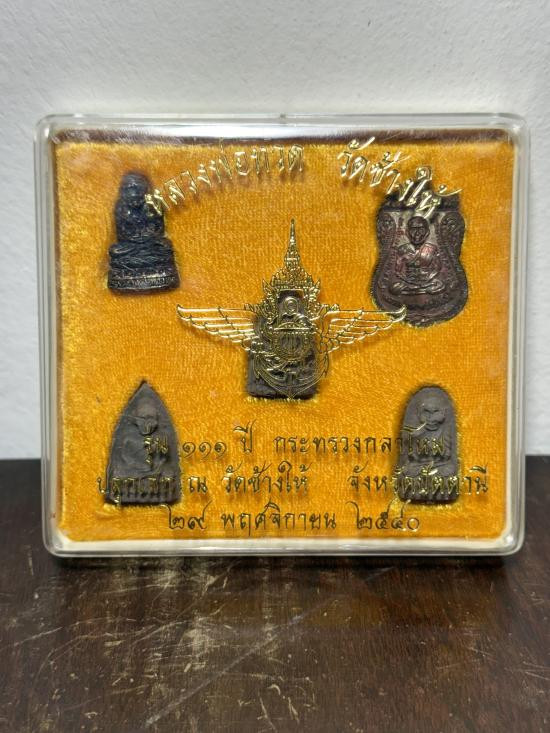 หลวงพ่อทวด วัดช้างให้
รุ่น ๑๑๑ ปี กระทรวงกลาโหม
ปลุกเสก ณ วัดช้างให้ จังหวัดปัตตานี
๒๙ พฤศจิกายน ๒๕๔๐